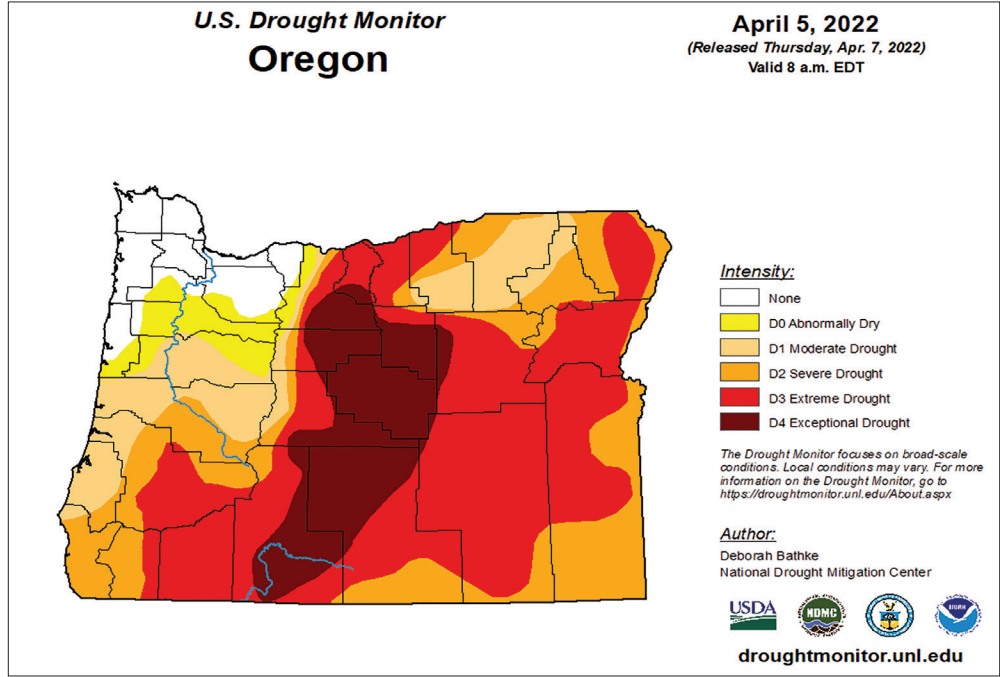 U.S. Drought Monitor
Oregon
April 5, 2022
(Released Thursday, Apr. 7, 2022)
Valid 8 a.m. EDT
Intensity:
None
D0 Abnormally Dry
D1 Moderate Drought
D2 Severe Drought
D3 Extreme Drought
D4 Exceptional Drought
The Drought Monitor focuses on broad-scale
conditions. Local conditions may vary. For more
information on the Drought Monitor, go to
https://droughtmonitor.unl.edu/About.aspx
Author:
Deborah Bathke
National Drought Mitigation Center
USDA
NDMC
droughtmonitor.unl.edu